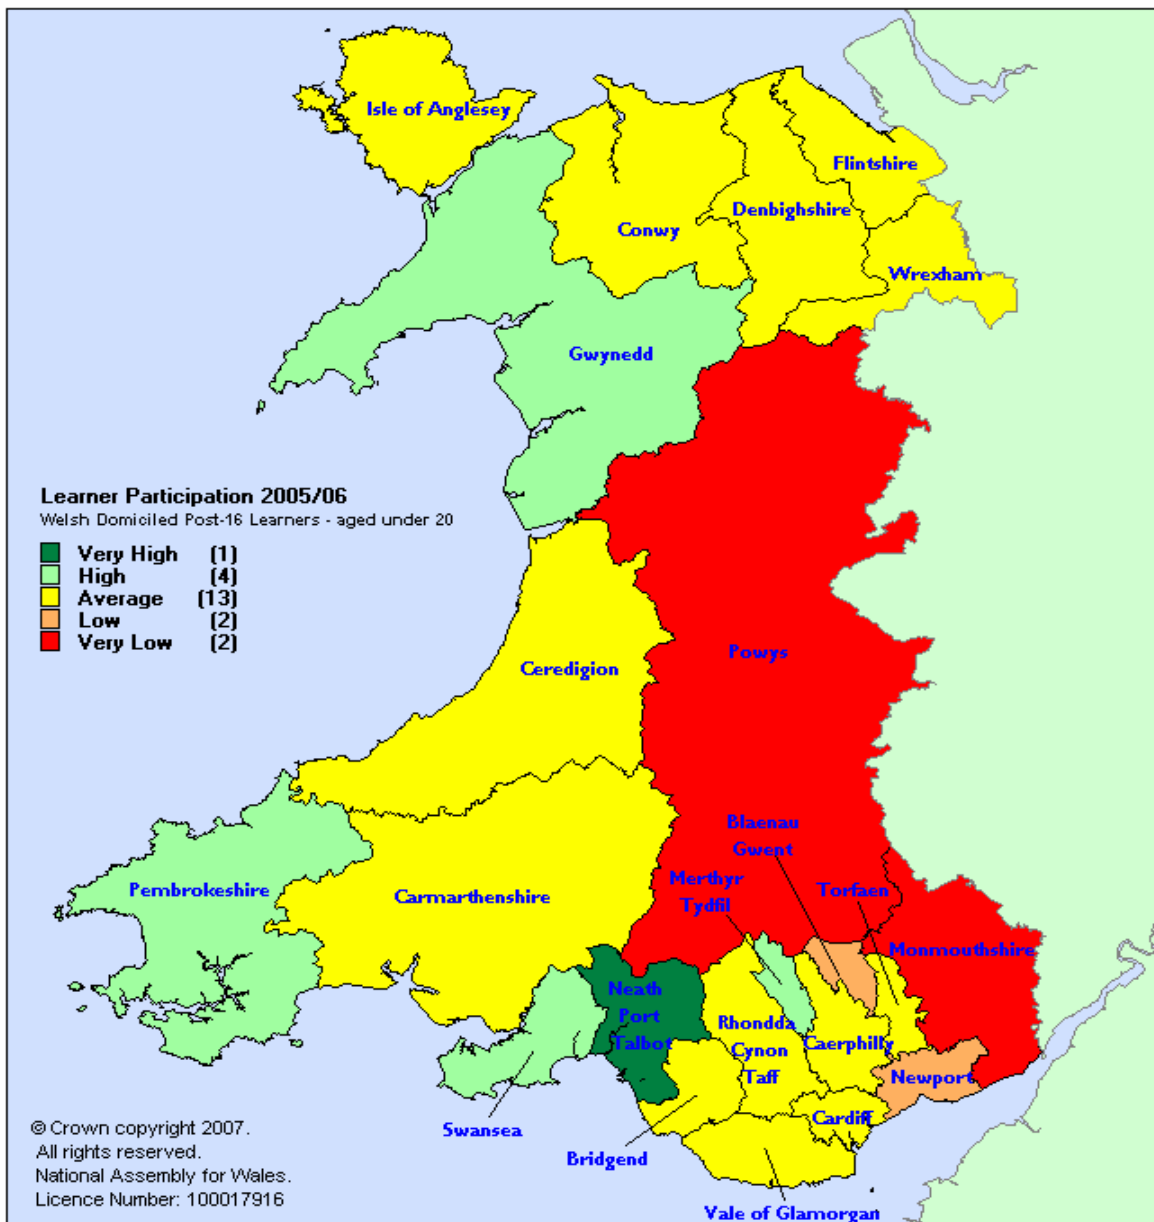 Isle of Anglesey
Flintshire
Denbighshire
Conwy
Wrexham
Gwynedd
Learner Participation 2005/06
Welsh Domiciled Post-16 Learners - aged under 20
Very High (1)
High (4)
Average (13)
Low (2)
Very Low (2)
Powys
Ceredigion
Blaenau
Gwent
Merthyr
Tydfil
Torfaen
Pembrokeshire
Carmarthenshire
Monmouthshire
Neath
Port
Talbot
Rhondda
Cynon
Taff
Caerphilly
Newport
Cardiff
Swansea
Bridgend
Vale of Glamorgan
© Crown copyright 2007.
All rights reserved.
National Assembly for Wales.
Licence Number: 100017916